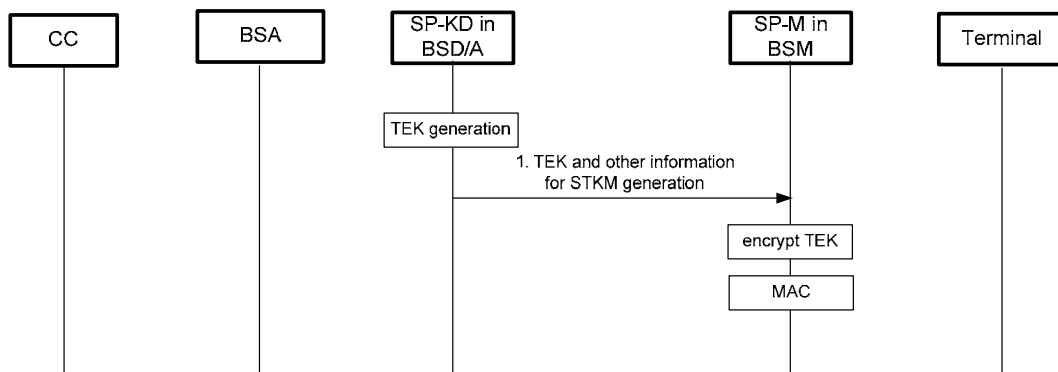 CC
BSA
SP-KD in
BSD/A
SP-M in
BSM
Terminal
TEK generation
1. TEK and other information
for STKM generation
encrypt TEK
MAC